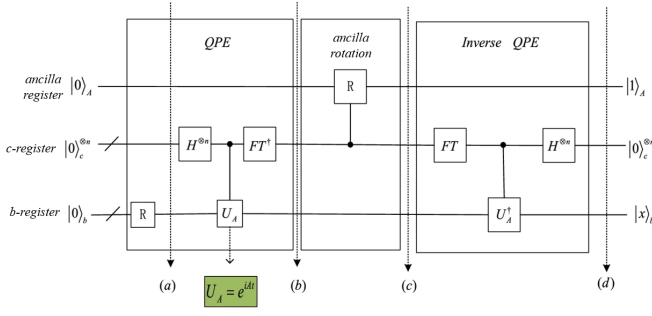 QPE
ancilla
rotation
Inverse QPE
ancilla
register |0⟩_A R |1⟩_A
c-register |0⟩_c^{⊗n} H^{⊗n} FT^† FT H^{⊗n} |0⟩_c^{⊗n}
b-register |0⟩_b R U_A U_A^† |x⟩_b
(a) (b) (c) (d)
U_A = e^{iAt}